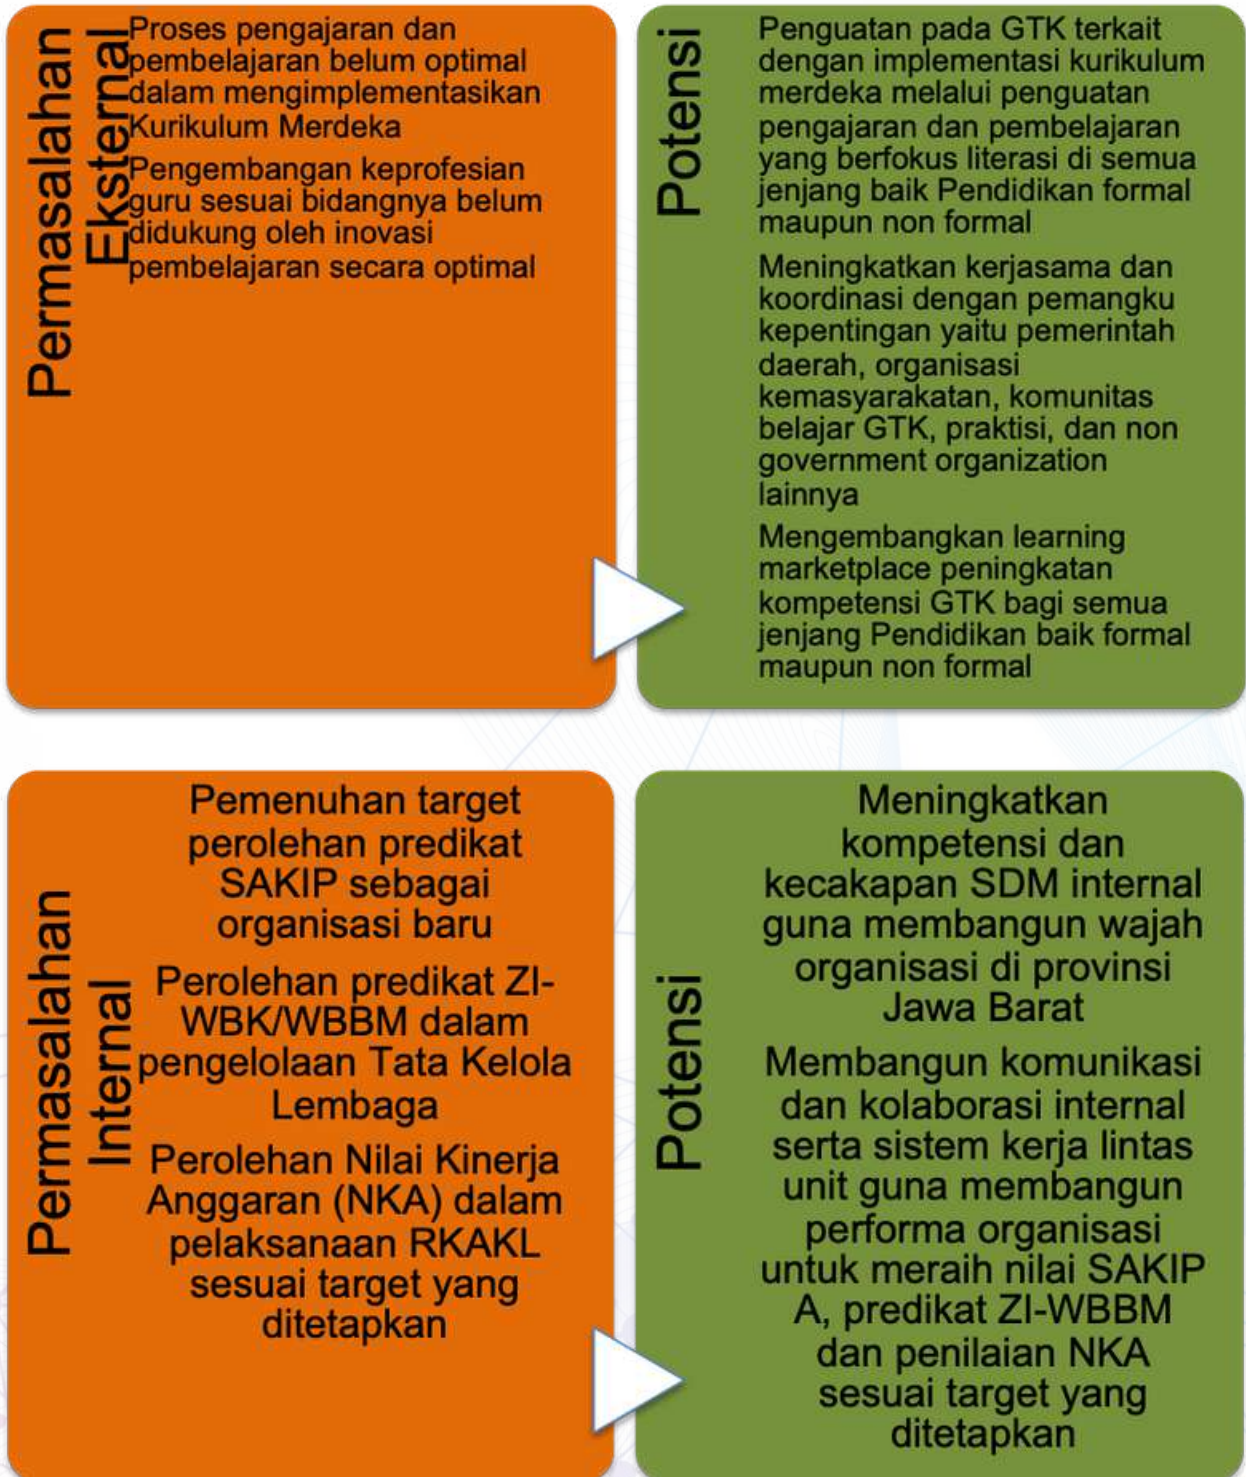 Permasalahan
Eksternal
Proses pengajaran dan
pembelajaran belum optimal
dalam mengimplementasikan
Kurikulum Merdeka
Pengembangan keprofesian
guru sesuai bidangnya belum
didukung oleh inovasi
pembelajaran secara optimal
Potensi
Penguatan pada GTK terkait
dengan implementasi kurikulum
merdeka melalui penguatan
pengajaran dan pembelajaran
yang berfokus literasi di semua
jenjang baik Pendidikan formal
maupun non formal
Meningkatkan kerjasama dan
koordinasi dengan pemangku
kepentingan yaitu pemerintah
daerah, organisasi
kemasyarakatan, komunitas
belajar GTK, praktisi, dan non
government organization
lainnya
Mengembangkan learning
marketplace peningkatan
kompetensi GTK bagi semua
jenjang Pendidikan baik formal
maupun non formal
Permasalahan
Internal
Pemenuhan target
perolehan predikat
SAKIP sebagai
organisasi baru
Perolehan predikat ZI-
WBK/WBBM dalam
pengelolaan Tata Kelola
Lembaga
Perolehan Nilai Kinerja
Anggaran (NKA) dalam
pelaksanaan RKAKL
sesuai target yang
ditetapkan
Potensi
Meningkatkan
kompetensi dan
kecakapan SDM internal
guna membangun wajah
organisasi di provinsi
Jawa Barat
Membangun komunikasi
dan kolaborasi internal
serta sistem kerja lintas
unit guna membangun
performa organisasi
untuk meraih nilai SAKIP
A, predikat ZI-WBBM
dan penilaian NKA
sesuai target yang
ditetapkan